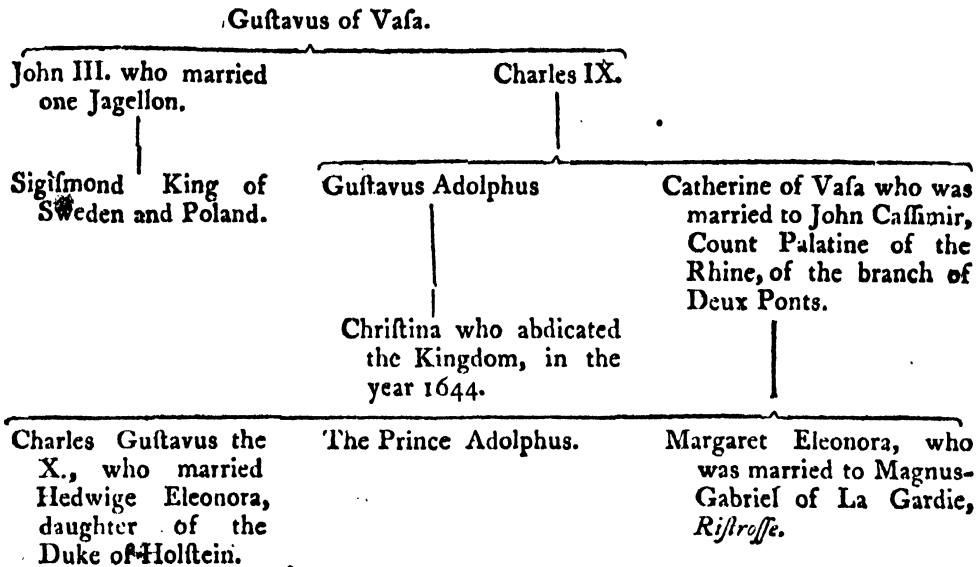 Guſtavus of Vaſa.
John III. who married
one Jagellon.
Charles IX.
Sigiſmond King of
Sweden and Poland.
Guſtavus Adolphus
Catherine of Vaſa who was
married to John Caſſimir,
Count Palatine of the
Rhine, of the branch of
Deux Ponts.
Chriſtina who abdicated
the Kingdom, in the
year 1644.
Charles Guſtavus the
X., who married
Hedwige Eleonora,
daughter of the
Duke of Holſtein.
The Prince Adolphus.
Margaret Eleonora, who
was married to Magnus-
Gabrieſ of La Gardie,
Riſtroſſe.